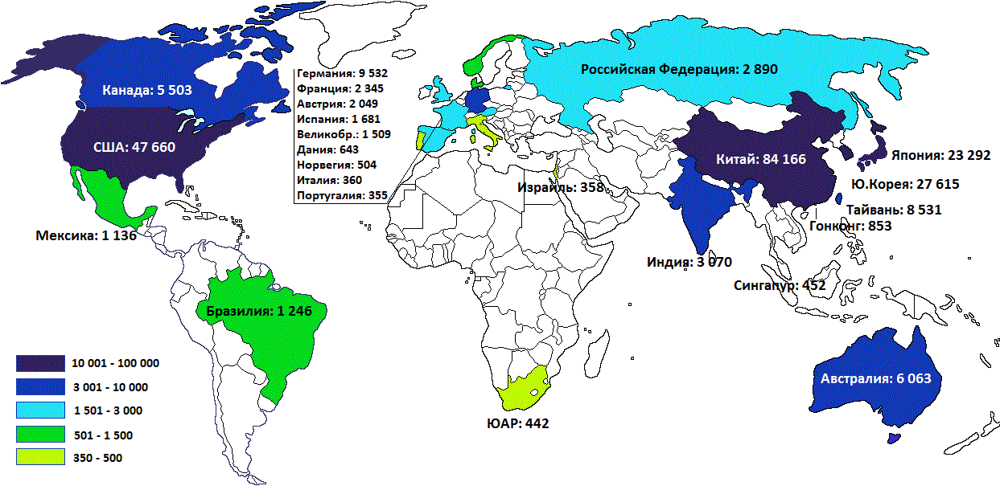 Германия: 9 532
Франция: 2 345
Австрия: 2 049
Испания: 1 681
Великобр.: 1 509
Дания: 643
Норвегия: 504
Италия: 360
Португалия: 355
Российская Федерация: 2 890
Канада: 5 503
США: 47 660
Китай: 84 166
Япония: 23 292
Ю.Корея: 27 615
Израиль: 358
Тайвань: 8 531
Гонконг: 853
Мексика: 1 136
Индия: 3 070
Сингапур: 452
Бразилия: 1 246
Австралия: 6 063
ЮАР: 442
10 001 - 100 000
3 001 - 10 000
1 501 - 3 000
501 - 1 500
350 - 500